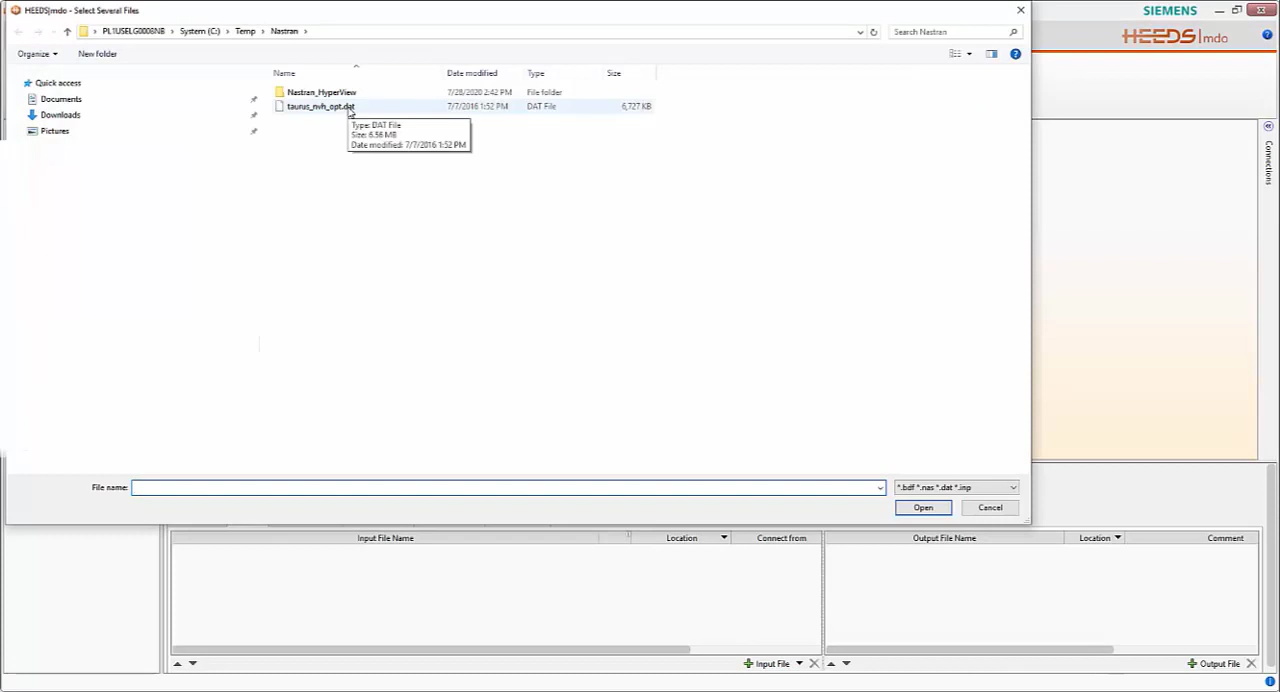 HEEDS|mdo - Select Several Files
SIEMENS
HEEDS|mdo
PL1USELG0008NB > System (C:) > Temp > Nastran >
Search Nastran
Organize
New folder
Name
Date modified
Type
Size
Quick access
Documents
Downloads
Pictures
Nastran_HyperView 7/28/2020 2:42 PM File folder
taurus_nvh_opt.dat 7/7/2016 1:52 PM DAT File 6,727 KB
Type: DAT File
Size: 6.56 MB
Date modified: 7/7/2016 1:52 PM
Connections
File name:
*.bdf *.nas *.dat *.inp
Open
Cancel
Input File Name
Location
Connect from
Output File Name
Location
Comment
Input File
Output File